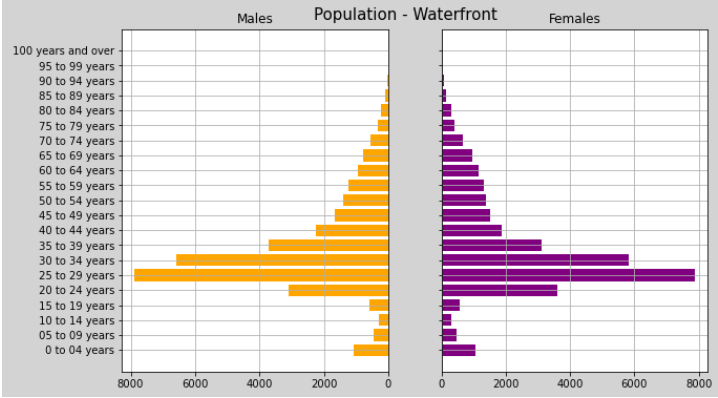 Population - Waterfront
Males
Females
100 years and over
95 to 99 years
90 to 94 years
85 to 89 years
80 to 84 years
75 to 79 years
70 to 74 years
65 to 69 years
60 to 64 years
55 to 59 years
50 to 54 years
45 to 49 years
40 to 44 years
35 to 39 years
30 to 34 years
25 to 29 years
20 to 24 years
15 to 19 years
10 to 14 years
05 to 09 years
0 to 04 years
8000 6000 4000 2000 0
0 2000 4000 6000 8000